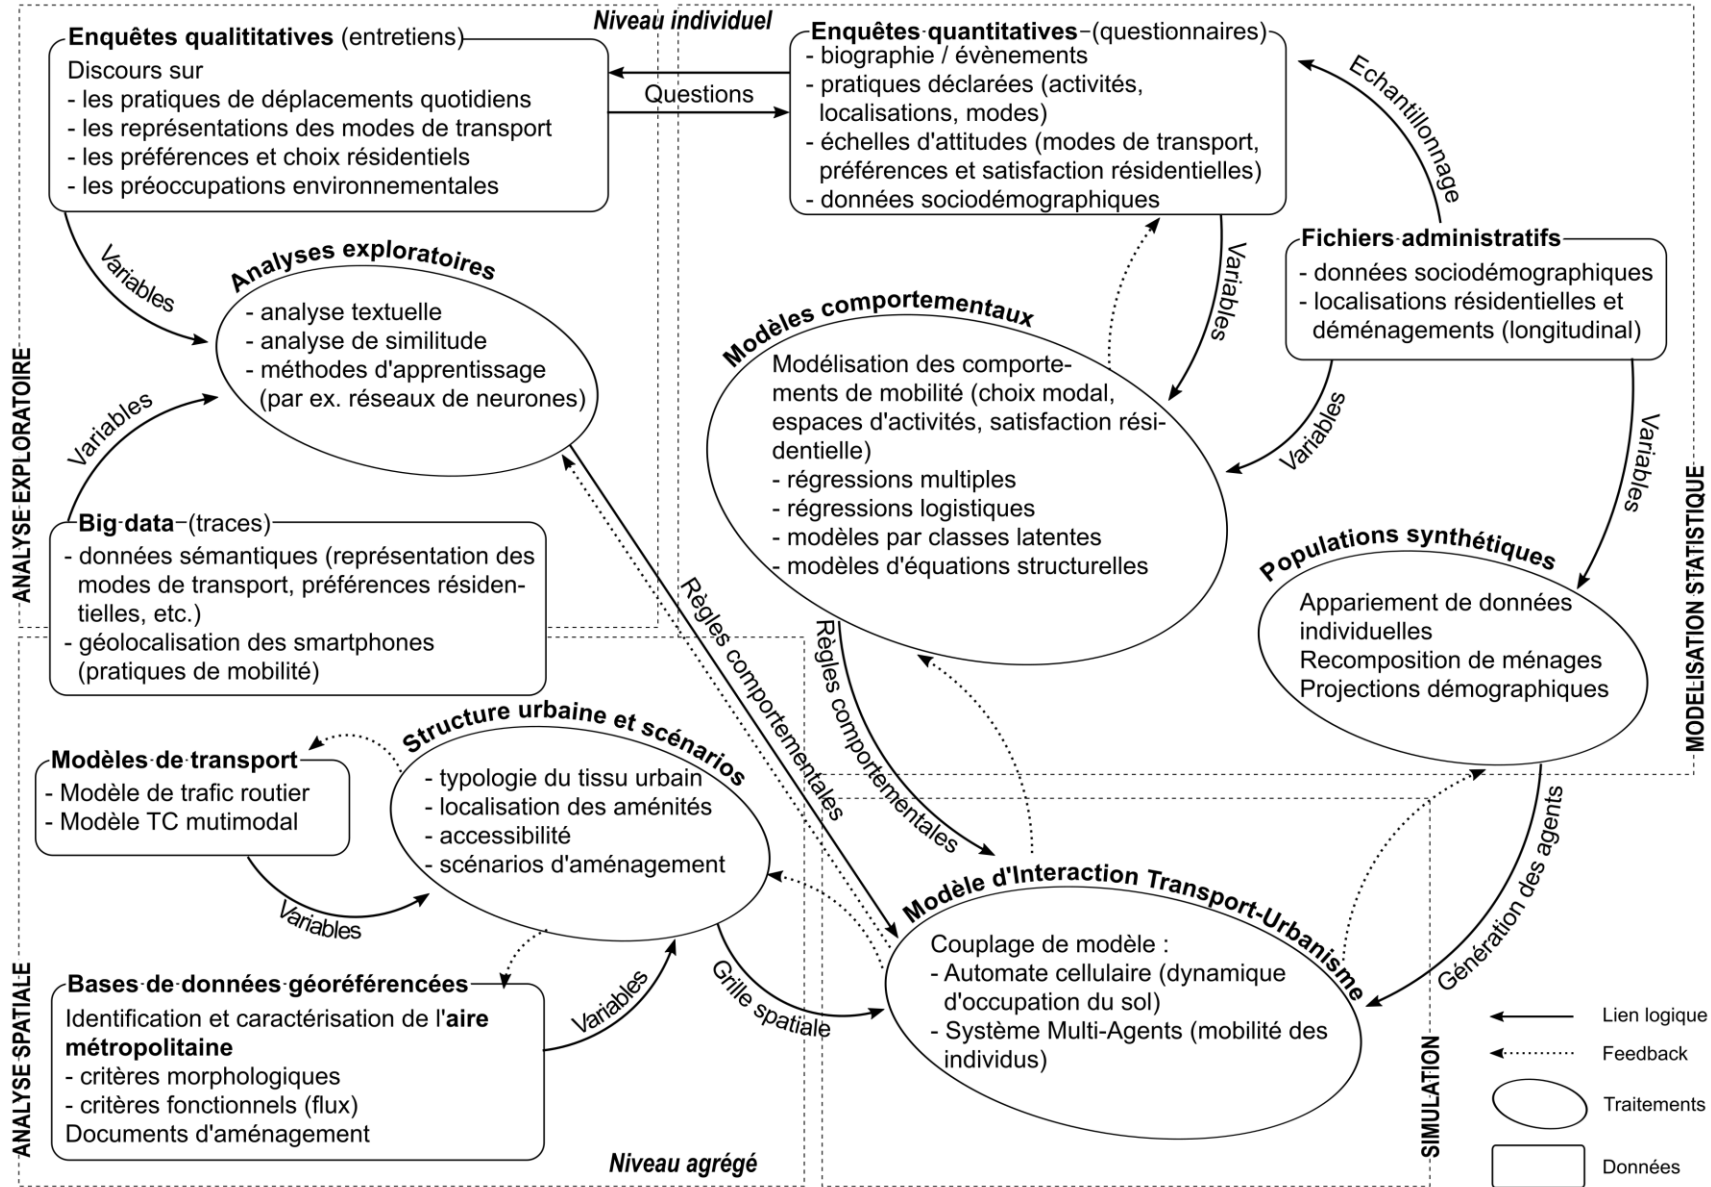 Niveau individuel
Enquêtes qualititatives (entretiens)
Discours sur
- les pratiques de déplacements quotidiens
- les représentations des modes de transport
- les préférences et choix résidentiels
- les préoccupations environnementales
Questions
Enquêtes quantitatives (questionnaires)
- biographie / évènements
- pratiques déclarées (activités,
localisations, modes)
- échelles d'attitudes (modes de transport,
préférences et satisfaction résidentielles)
- données sociodémographiques
Echantillonnage
Fichiers administratifs
- données sociodémographiques
- localisations résidentielles et
déménagements (longitudinal)
Variables
Analyses exploratoires
- analyse textuelle
- analyse de similitude
- méthodes d'apprentissage
(par ex. réseaux de neurones)
Variables
ANALYSE EXPLORATOIRE
Big data (traces)
- données sémantiques (représentation des
modes de transport, préférences résiden-
tielles, etc.)
- géolocalisation des smartphones
(pratiques de mobilité)
Variables
Modèles comportementaux
Modélisation des comporte-
ments de mobilité (choix modal,
espaces d'activités, satisfaction rési-
dentielle)
- régressions multiples
- régressions logistiques
- modèles par classes latentes
- modèles d'équations structurelles
Variables
Variables
Populations synthétiques
Appariement de données
individuelles
Recomposition de ménages
Projections démographiques
MODELISATION STATISTIQUE
Règles comportementales
Règles comportementales
Structure urbaine et scénarios
- typologie du tissu urbain
- localisation des aménités
- accessibilité
- scénarios d'aménagement
Modèles de transport
- Modèle de trafic routier
- Modèle TC mutimodal
Variables
Bases de données géoréférencées
Identification et caractérisation de l'aire
métropolitaine
- critères morphologiques
- critères fonctionnels (flux)
Documents d'aménagement
Variables
Grille spatiale
ANALYSE SPATIALE
Niveau agrégé
Modèle d'Interaction Transport-Urbanisme
Couplage de modèle :
- Automate cellulaire (dynamique
d'occupation du sol)
- Système Multi-Agents (mobilité des
individus)
Génération des agents
SIMULATION
Lien logique
Feedback
Traitements
Données